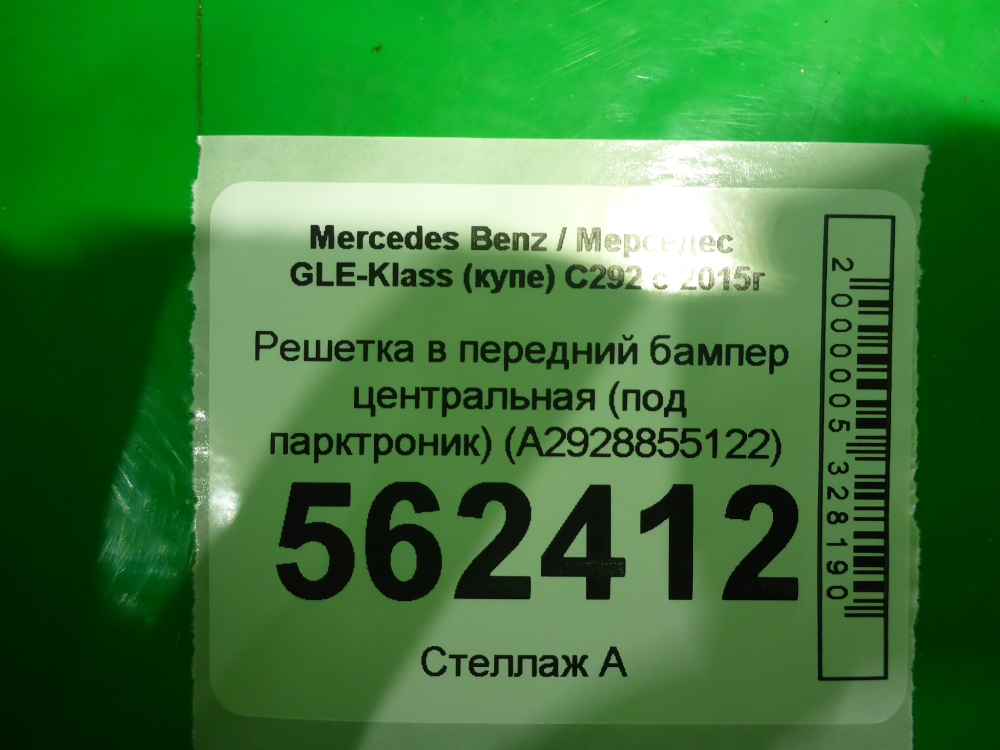 Mercedes Benz / Мерседес
GLE-Klass (купе) C292 с 2015г
Решетка в передний бампер
центральная (под
парктроник) (A2928855122)
562412
Стеллаж А
2000005328190